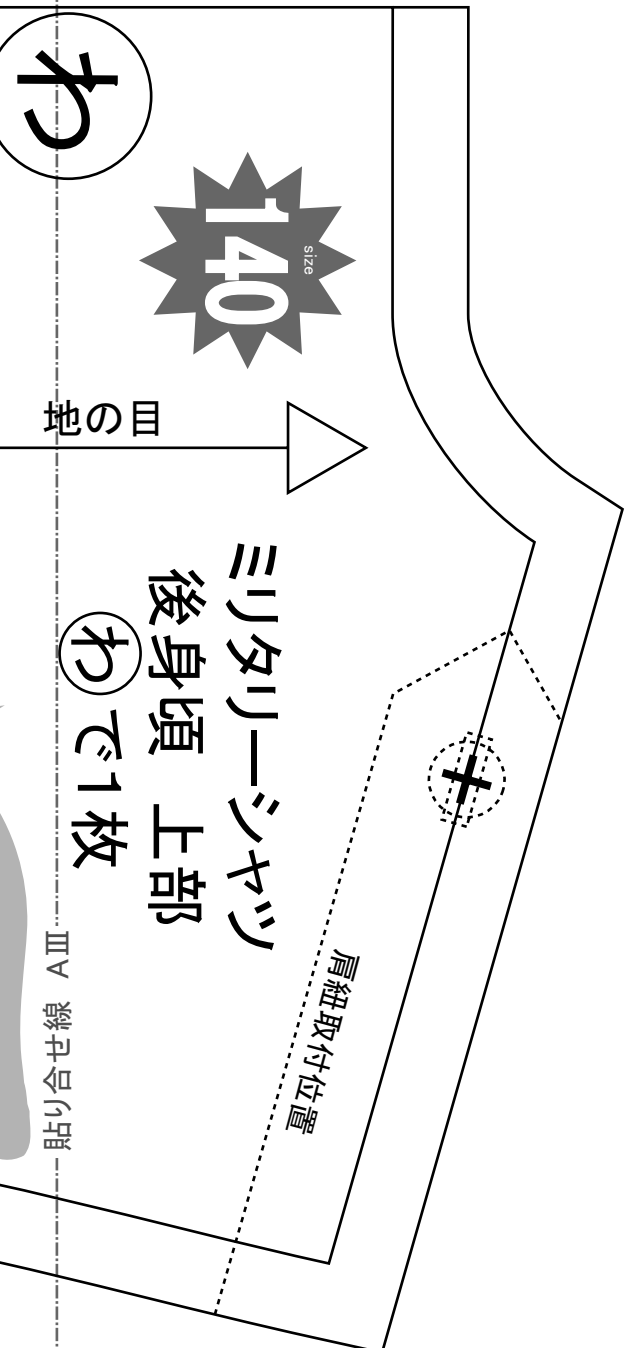 わ
size
140
地の目
ミリタリーシャツ
後身頃 上部
わで1枚
肩紐取付位置
貼り合せ線 AⅢ